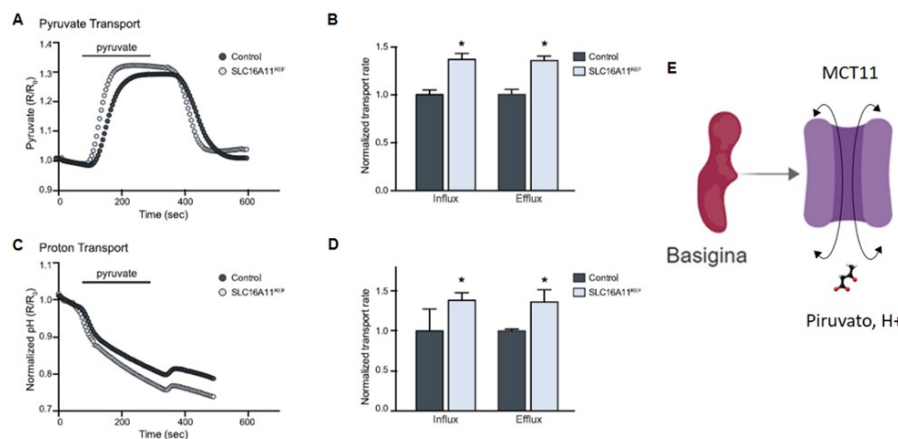 A
Pyruvate Transport
pyruvate
Control
SLC16A11REF
Pyruvate (R/R0)
1.4
1.3
1.2
1.1
1.0
0.9
0
200
400
600
Time (sec)
B
*
*
Control
SLC16A11REF
Normalized transport rate
1.5
1.0
0.5
0.0
Influx
Efflux
C
Proton Transport
pyruvate
Control
SLC16A11REF
Normalized pH (R/R0)
1.1
1.0
0.9
0.8
0.7
0
200
400
600
Time (sec)
D
*
*
Control
SLC16A11REF
Normalized transport rate
1.5
1.0
0.5
0.0
Influx
Efflux
E
MCT11
Basigina
Piruvato, H+